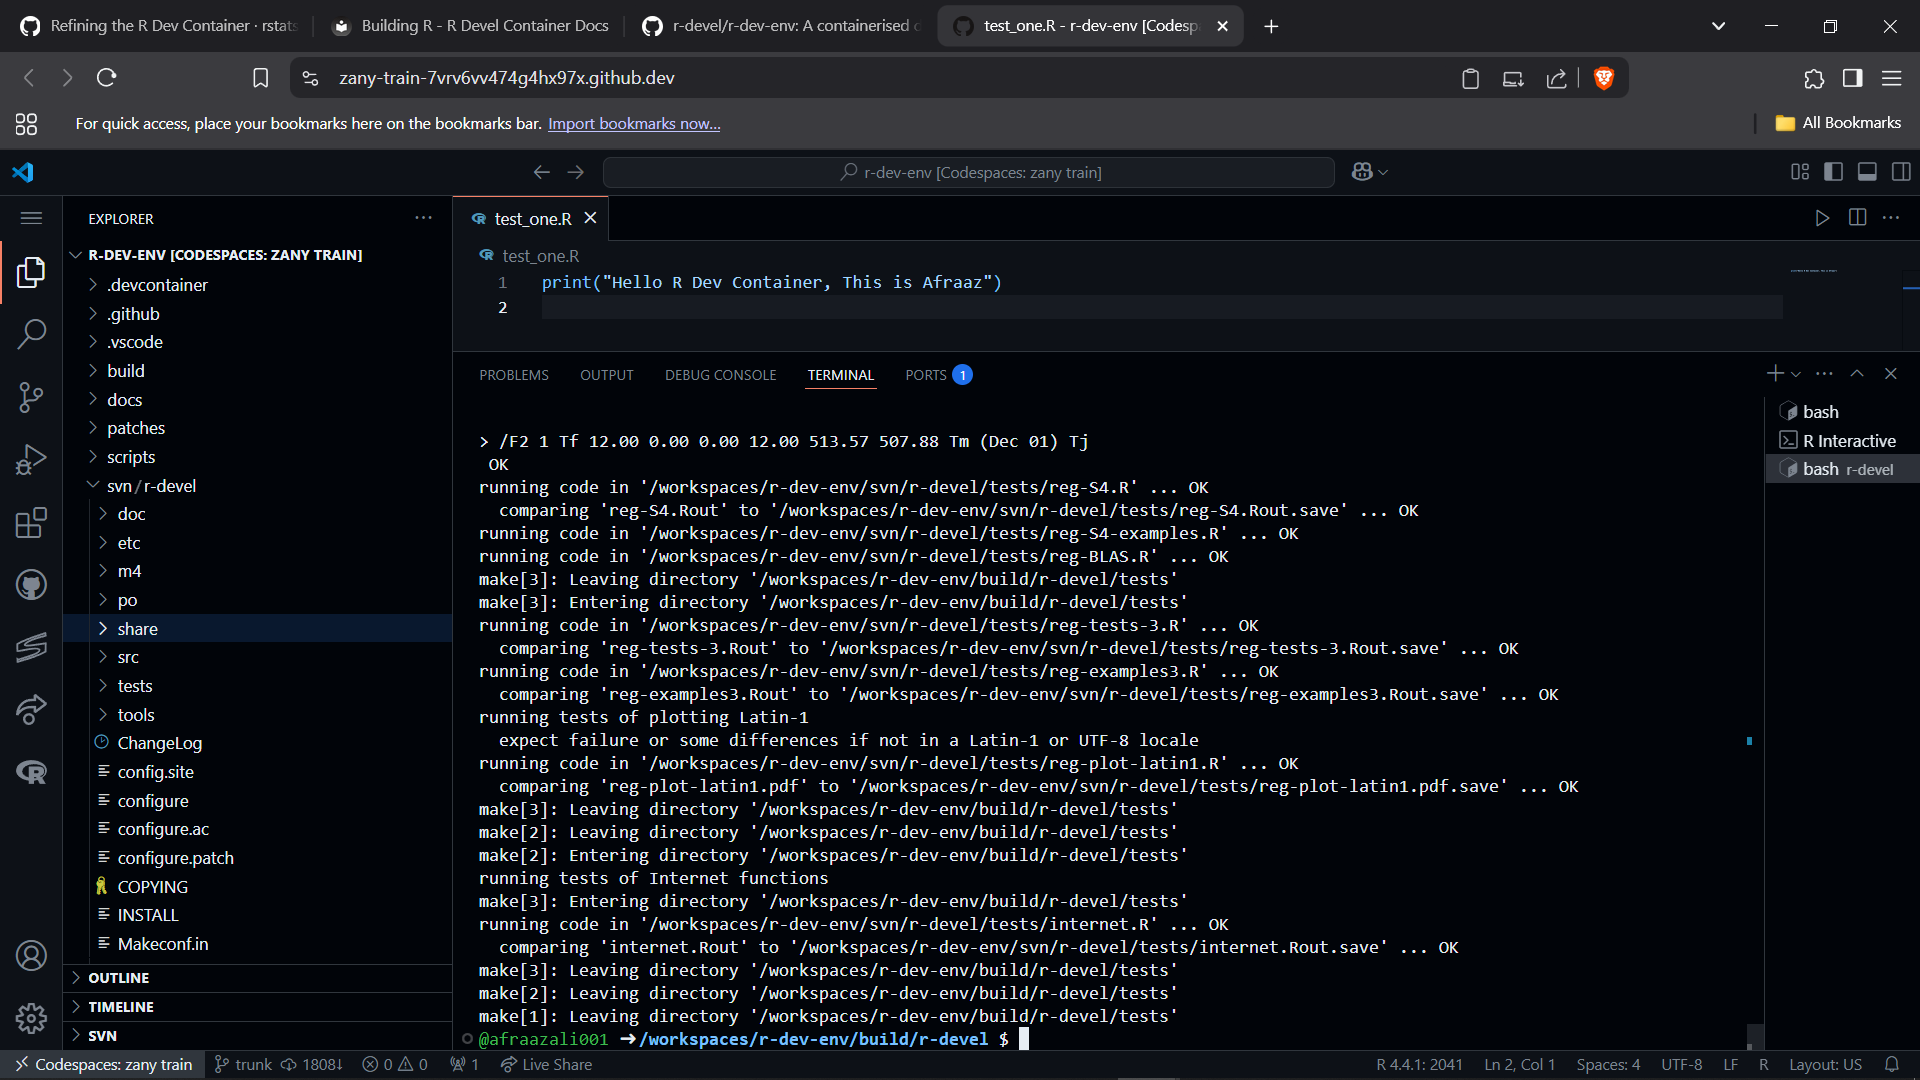 Refining the R Dev Container · rstats
Building R - R Devel Container Docs
r-devel/r-dev-env: A containerised
test_one.R - r-dev-env [Codesp
zany-train-7vrv6vv474g4hx97x.github.dev
For quick access, place your bookmarks here on the bookmarks bar. Import bookmarks now...
All Bookmarks
r-dev-env [Codespaces: zany train]
EXPLORER
R-DEV-ENV [CODESPACES: ZANY TRAIN]
.devcontainer
.github
.vscode
build
docs
patches
scripts
svn / r-devel
doc
etc
m4
po
share
src
tests
tools
ChangeLog
config.site
configure
configure.ac
configure.patch
COPYING
INSTALL
Makeconf.in
OUTLINE
TIMELINE
SVN
test_one.R
test_one.R
1 print("Hello R Dev Container, This is Afraaz")
2
PROBLEMS OUTPUT DEBUG CONSOLE TERMINAL PORTS 1
> /F2 1 Tf 12.00 0.00 0.00 12.00 513.57 507.88 Tm (Dec 01) Tj
OK
running code in '/workspaces/r-dev-env/svn/r-devel/tests/reg-S4.R' ... OK
comparing 'reg-S4.Rout' to '/workspaces/r-dev-env/svn/r-devel/tests/reg-S4.Rout.save' ... OK
running code in '/workspaces/r-dev-env/svn/r-devel/tests/reg-S4-examples.R' ... OK
running code in '/workspaces/r-dev-env/svn/r-devel/tests/reg-BLAS.R' ... OK
make[3]: Leaving directory '/workspaces/r-dev-env/build/r-devel/tests'
make[3]: Entering directory '/workspaces/r-dev-env/build/r-devel/tests'
running code in '/workspaces/r-dev-env/svn/r-devel/tests/reg-tests-3.R' ... OK
comparing 'reg-tests-3.Rout' to '/workspaces/r-dev-env/svn/r-devel/tests/reg-tests-3.Rout.save' ... OK
running code in '/workspaces/r-dev-env/svn/r-devel/tests/reg-examples3.R' ... OK
comparing 'reg-examples3.Rout' to '/workspaces/r-dev-env/svn/r-devel/tests/reg-examples3.Rout.save' ... OK
running tests of plotting Latin-1
expect failure or some differences if not in a Latin-1 or UTF-8 locale
running code in '/workspaces/r-dev-env/svn/r-devel/tests/reg-plot-latin1.R' ... OK
comparing 'reg-plot-latin1.pdf' to '/workspaces/r-dev-env/svn/r-devel/tests/reg-plot-latin1.pdf.save' ... OK
make[3]: Leaving directory '/workspaces/r-dev-env/build/r-devel/tests'
make[2]: Leaving directory '/workspaces/r-dev-env/build/r-devel/tests'
make[2]: Entering directory '/workspaces/r-dev-env/build/r-devel/tests'
running tests of Internet functions
make[3]: Entering directory '/workspaces/r-dev-env/build/r-devel/tests'
running code in '/workspaces/r-dev-env/svn/r-devel/tests/internet.R' ... OK
comparing 'internet.Rout' to '/workspaces/r-dev-env/svn/r-devel/tests/internet.Rout.save' ... OK
make[3]: Leaving directory '/workspaces/r-dev-env/build/r-devel/tests'
make[2]: Leaving directory '/workspaces/r-dev-env/build/r-devel/tests'
make[1]: Leaving directory '/workspaces/r-dev-env/build/r-devel/tests'
@afraazali001 ➜/workspaces/r-dev-env/build/r-devel $
bash
R Interactive
bash r-devel
Codespaces: zany train trunk 1808↓ 0 0 1 Live Share R 4.4.1: 2041 Ln 2, Col 1 Spaces: 4 UTF-8 LF R Layout: US